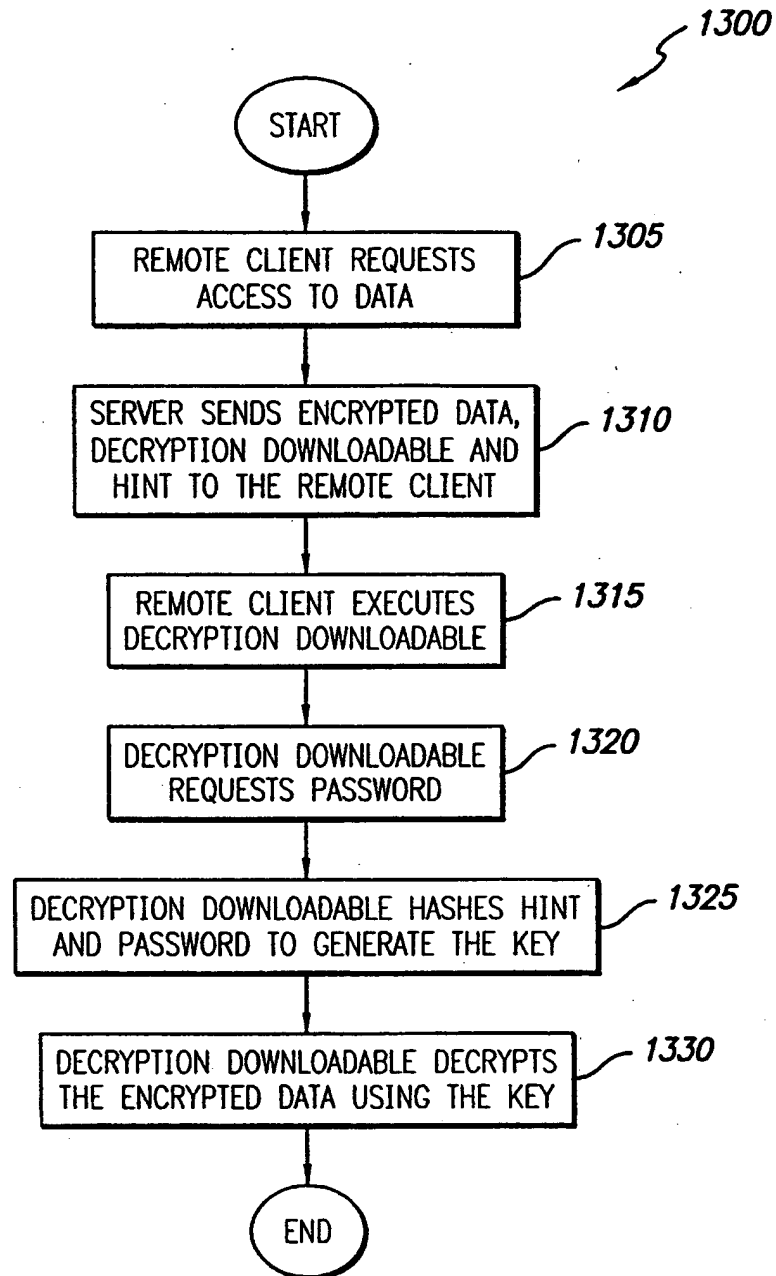 1300
START
REMOTE CLIENT REQUESTS
ACCESS TO DATA
1305
SERVER SENDS ENCRYPTED DATA,
DECRYPTION DOWNLOADABLE AND
HINT TO THE REMOTE CLIENT
1310
REMOTE CLIENT EXECUTES
DECRYPTION DOWNLOADABLE
1315
DECRYPTION DOWNLOADABLE
REQUESTS PASSWORD
1320
DECRYPTION DOWNLOADABLE HASHES HINT
AND PASSWORD TO GENERATE THE KEY
1325
DECRYPTION DOWNLOADABLE DECRYPTS
THE ENCRYPTED DATA USING THE KEY
1330
END